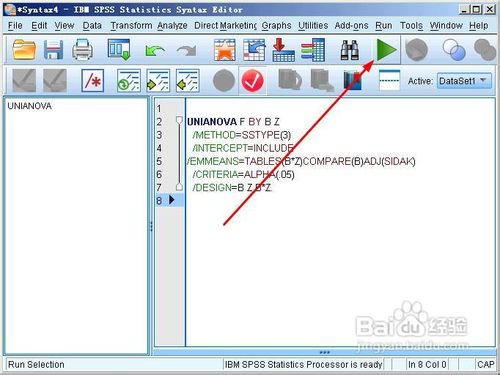 *Syntax4 - IBM SPSS Statistics Syntax Editor
File Edit View Data Transform Analyze Direct Marketing Graphs Utilities Add-ons Run Tools Window Help
Active: DataSet1
UNIANOVA
1
2 UNIANOVA F BY B Z
3 /METHOD=SSTYPE(3)
4 /INTERCEPT=INCLUDE
5 /EMMEANS=TABLES(B*Z)COMPARE(B)ADJ(SIDAK)
6 /CRITERIA=ALPHA(.05)
7 /DESIGN=B Z B*Z.
8
Baidu 经验
jingyan.baidu.com
Run Selection IBM SPSS Statistics Processor is ready In 8 Col 0 CAP